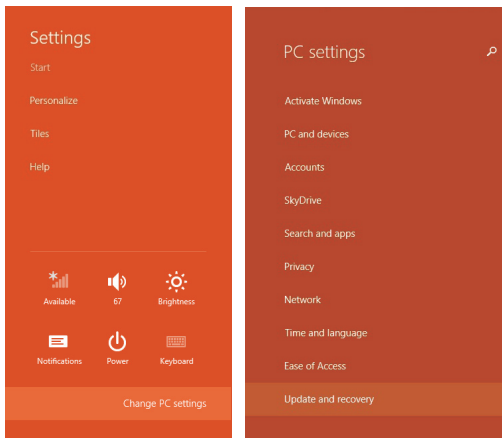 Settings
Start
Personalize
Tiles
Help
Available
67
Brightness
Notifications
Power
Keyboard
Change PC settings
PC settings
Activate Windows
PC and devices
Accounts
SkyDrive
Search and apps
Privacy
Network
Time and language
Ease of Access
Update and recovery